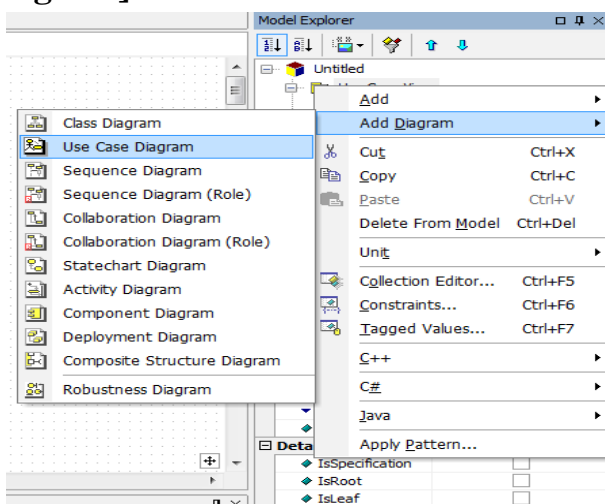 Model Explorer
Untitled
Add
Add Diagram
Cut Ctrl+X
Copy Ctrl+C
Paste Ctrl+V
Delete From Model Ctrl+Del
Unit
Collection Editor... Ctrl+F5
Constraints... Ctrl+F6
Tagged Values... Ctrl+F7
C++
C#
Java
Apply Pattern...
Class Diagram
Use Case Diagram
Sequence Diagram
Sequence Diagram (Role)
Collaboration Diagram
Collaboration Diagram (Role)
Statechart Diagram
Activity Diagram
Component Diagram
Deployment Diagram
Composite Structure Diagram
Robustness Diagram
Deta
IsSpecification
IsRoot
IsLeaf